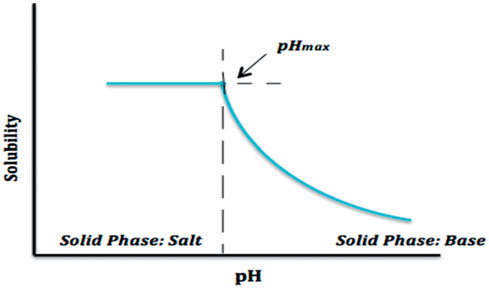 pHmax
Solubility
Solid Phase: Salt
Solid Phase: Base
pH